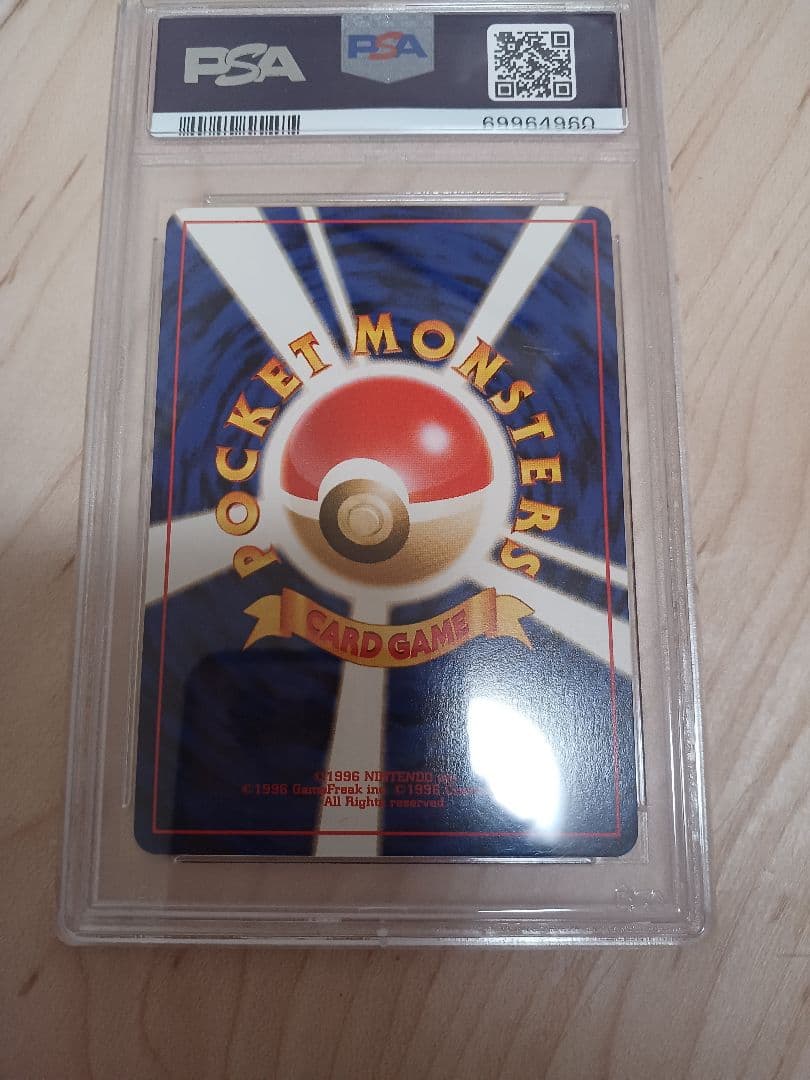 PSA
PSA
69964960
POCKET MONSTERS
CARD GAME
©1996 NINTENDO
©1996 GameFreak inc. ©1996
All Rights reserved